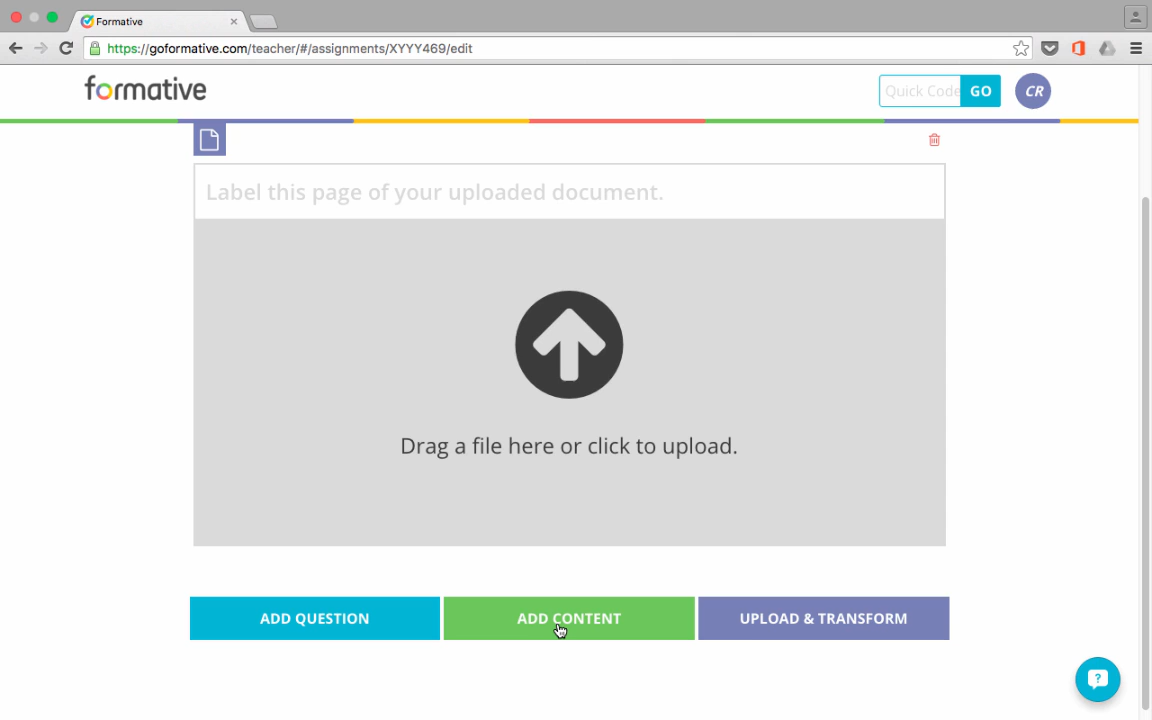 Formative
https://goformative.com/teacher/#/assignments/XYYY469/edit
formative
Quick Code GO CR
Label this page of your uploaded document.
Drag a file here or click to upload.
ADD QUESTION ADD CONTENT UPLOAD & TRANSFORM